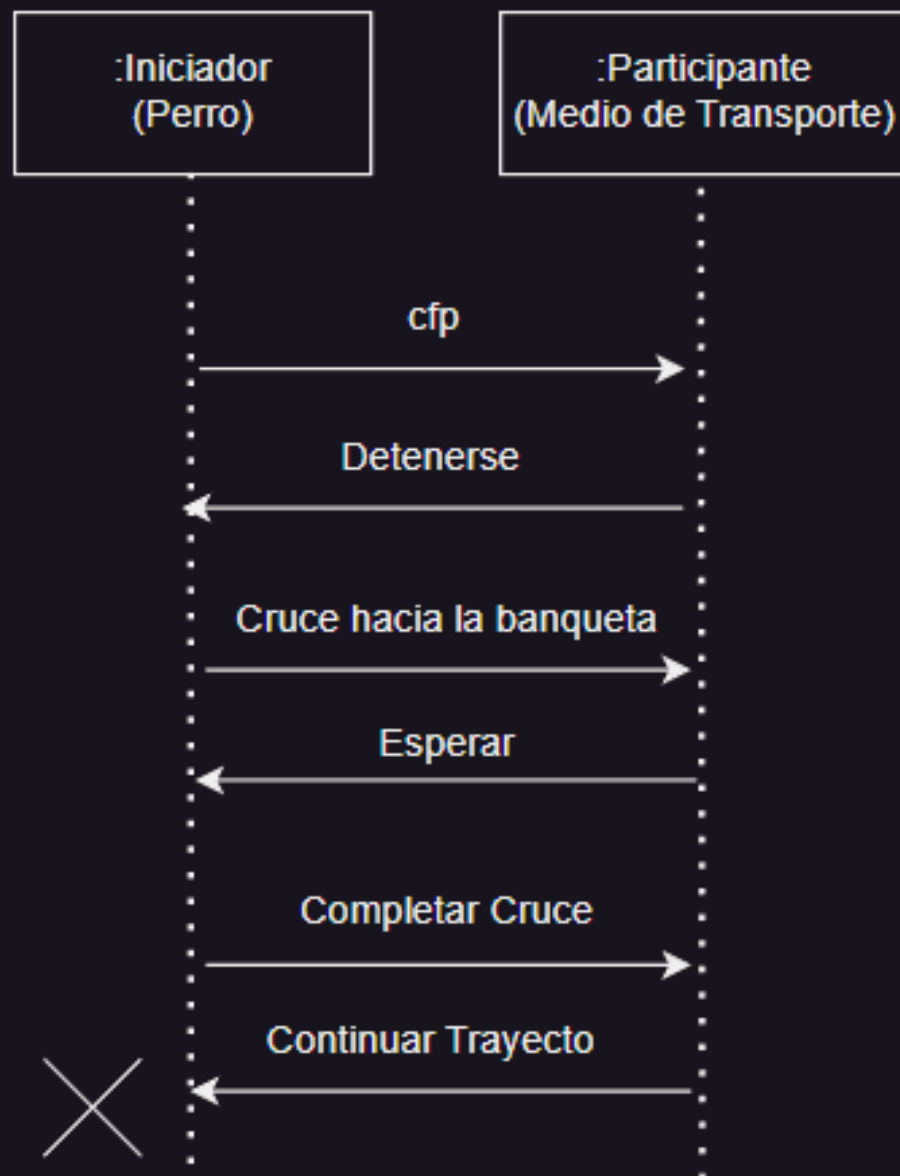 :Iniciador
(Perro)
:Participante
(Medio de Transporte)
cfp
Detenerse
Cruce hacia la banqueta
Esperar
Completar Cruce
Continuar Trayecto